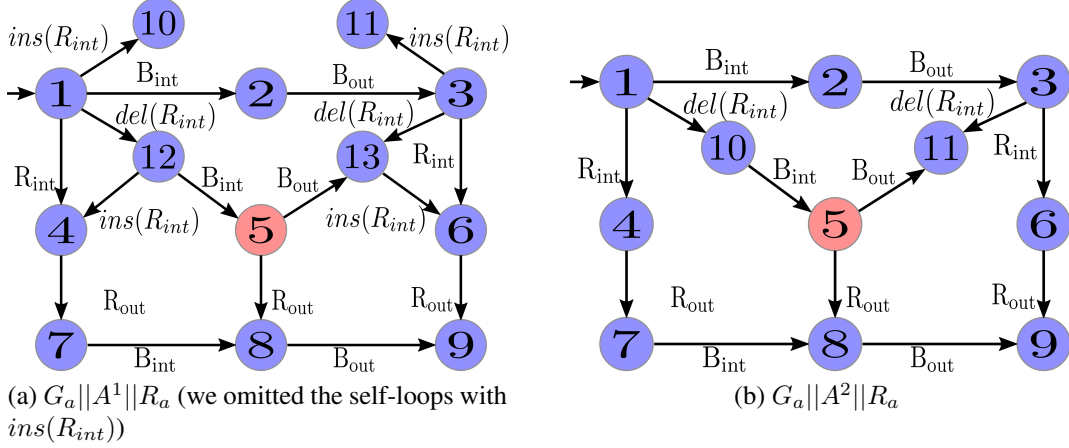 10
11
ins(R_int)
ins(R_int)
1
B_int
2
B_out
3
del(R_int)
del(R_int)
12
13
R_int
B_int
B_out
R_int
4
ins(R_int)
5
ins(R_int)
6
R_out
R_out
R_out
7
B_int
8
B_out
9
(a) G_a||A^1||R_a (we omitted the self-loops with
ins(R_int))
1
B_int
2
B_out
3
del(R_int)
del(R_int)
10
11
R_int
B_int
B_out
R_int
4
5
6
R_out
R_out
R_out
7
B_int
8
B_out
9
(b) G_a||A^2||R_a